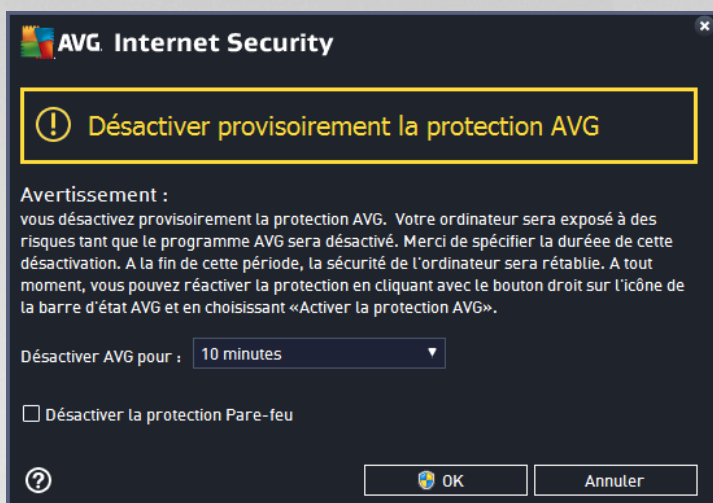 AVG. Internet Security
Désactiver provisoirement la protection AVG
Avertissement :
vous désactivez provisoirement la protection AVG. Votre ordinateur sera exposé à des
risques tant que le programme AVG sera désactivé. Merci de spécifier la duréee de cette
désactivation. A la fin de cette période, la sécurité de l'ordinateur sera rétablie. A tout
moment, vous pouvez réactiver la protection en cliquant avec le bouton droit sur l'icône de
la barre d'état AVG et en choisissant «Activer la protection AVG».
Désactiver AVG pour : 10 minutes
Désactiver la protection Pare-feu
OK Annuler